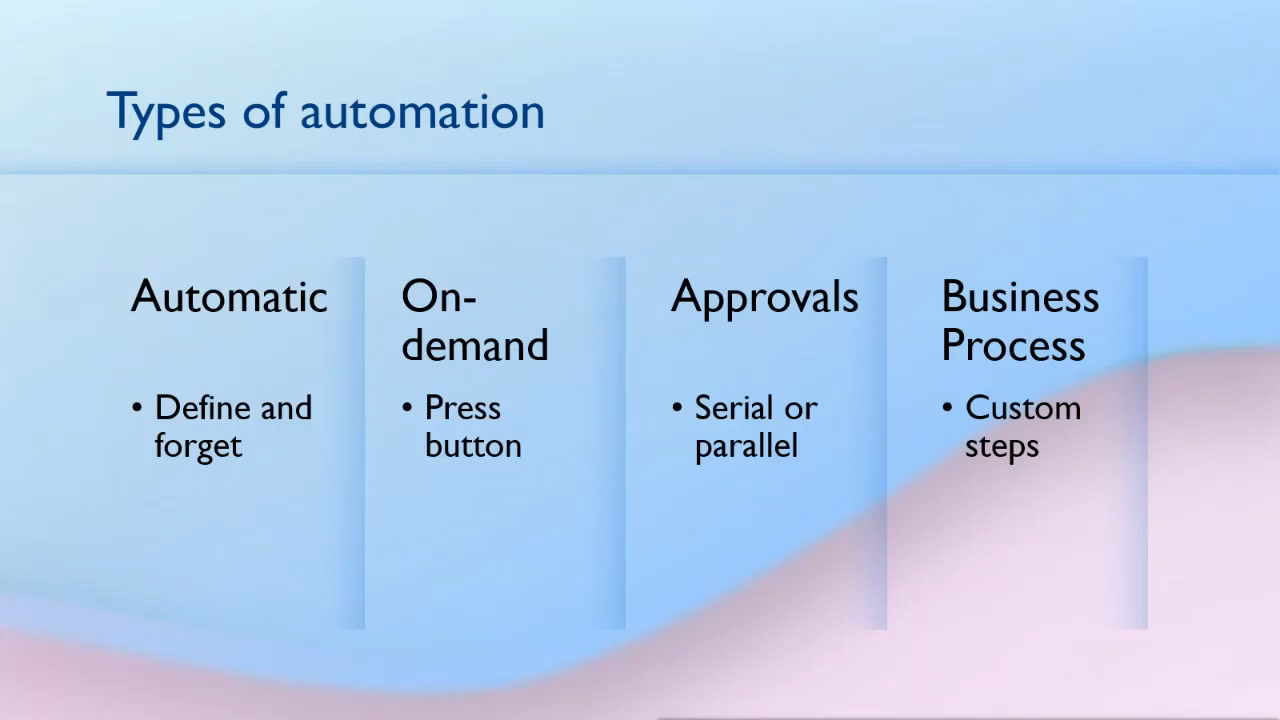 Types of automation
Automatic
• Define and
forget
On-
demand
• Press
button
Approvals
• Serial or
parallel
Business
Process
• Custom
steps